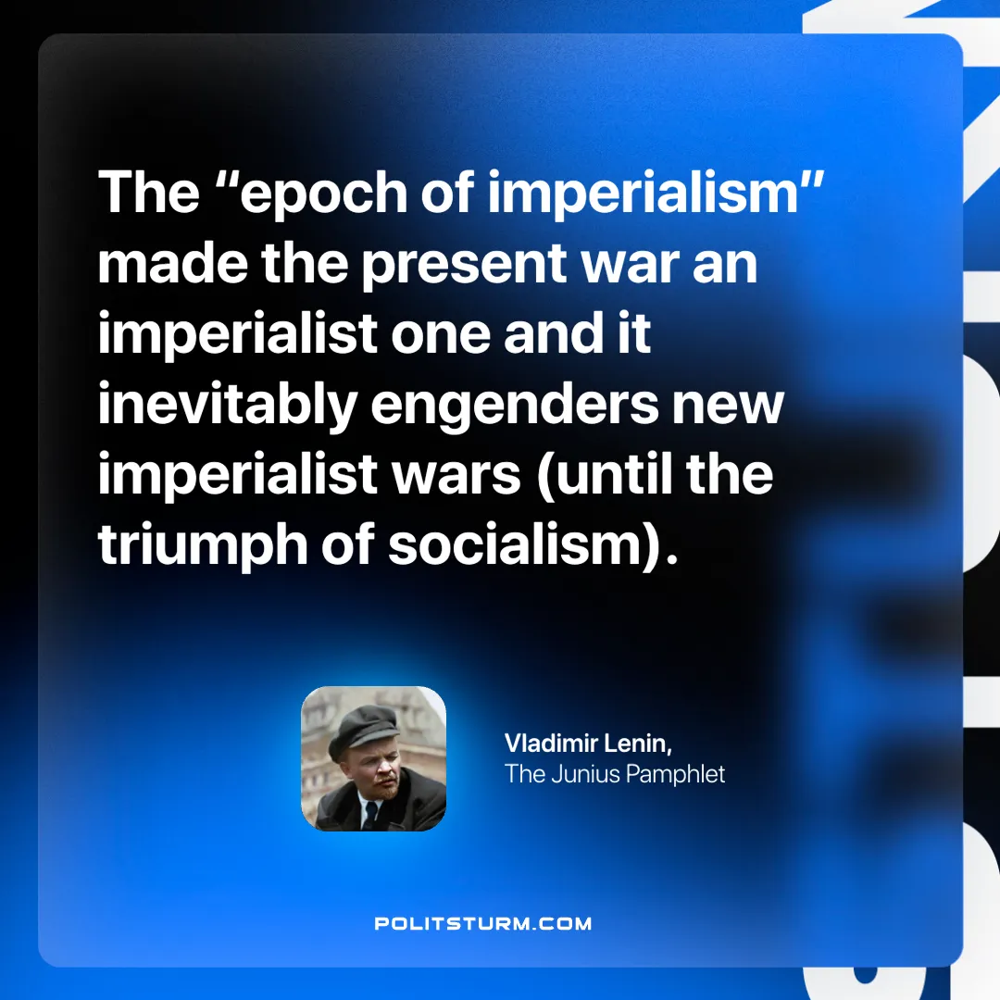 The “epoch of imperialism”
made the present war an
imperialist one and it
inevitably engenders new
imperialist wars (until the
triumph of socialism).
Vladimir Lenin,
The Junius Pamphlet
POLITSTURM.COM